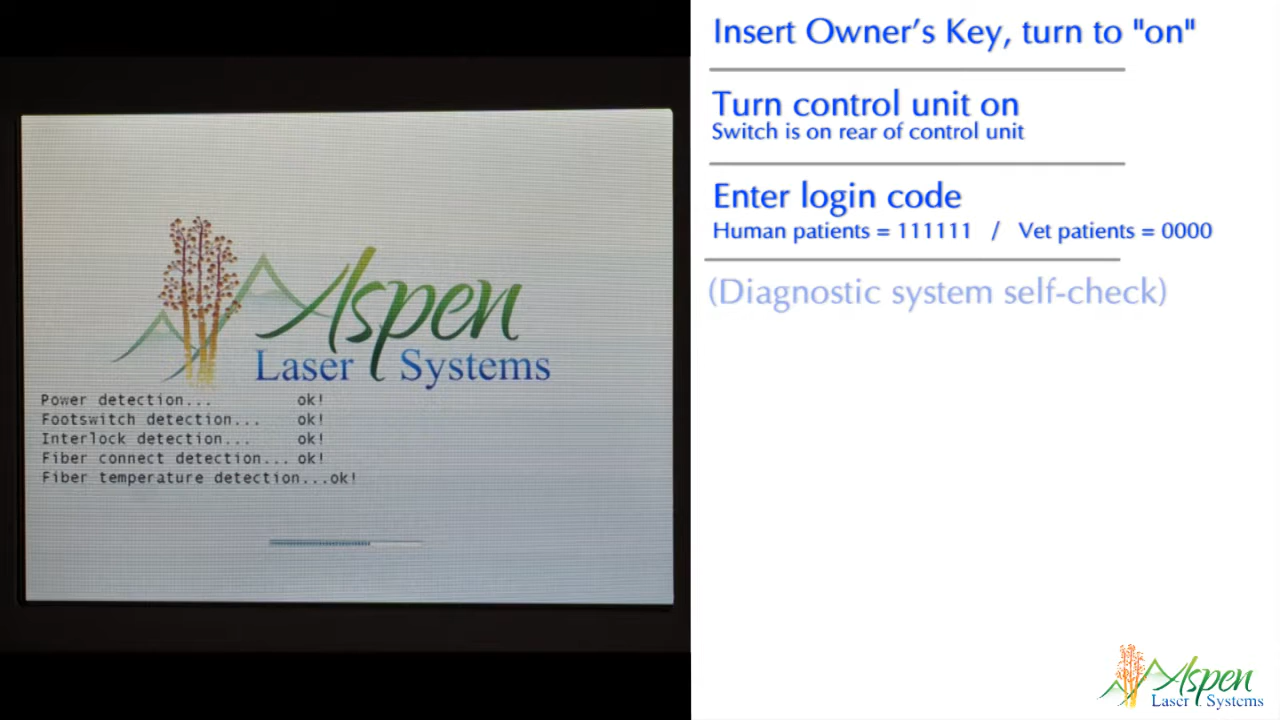 Aspen
Laser Systems
Power detection... ok!
Footswitch detection... ok!
Interlock detection... ok!
Fiber connect detection... ok!
Fiber temperature detection...ok!
Insert Owner's Key, turn to "on"
Turn control unit on
Switch is on rear of control unit
Enter login code
Human patients = 111111 / Vet patients = 0000
(Diagnostic system self-check)
Aspen
Laser Systems